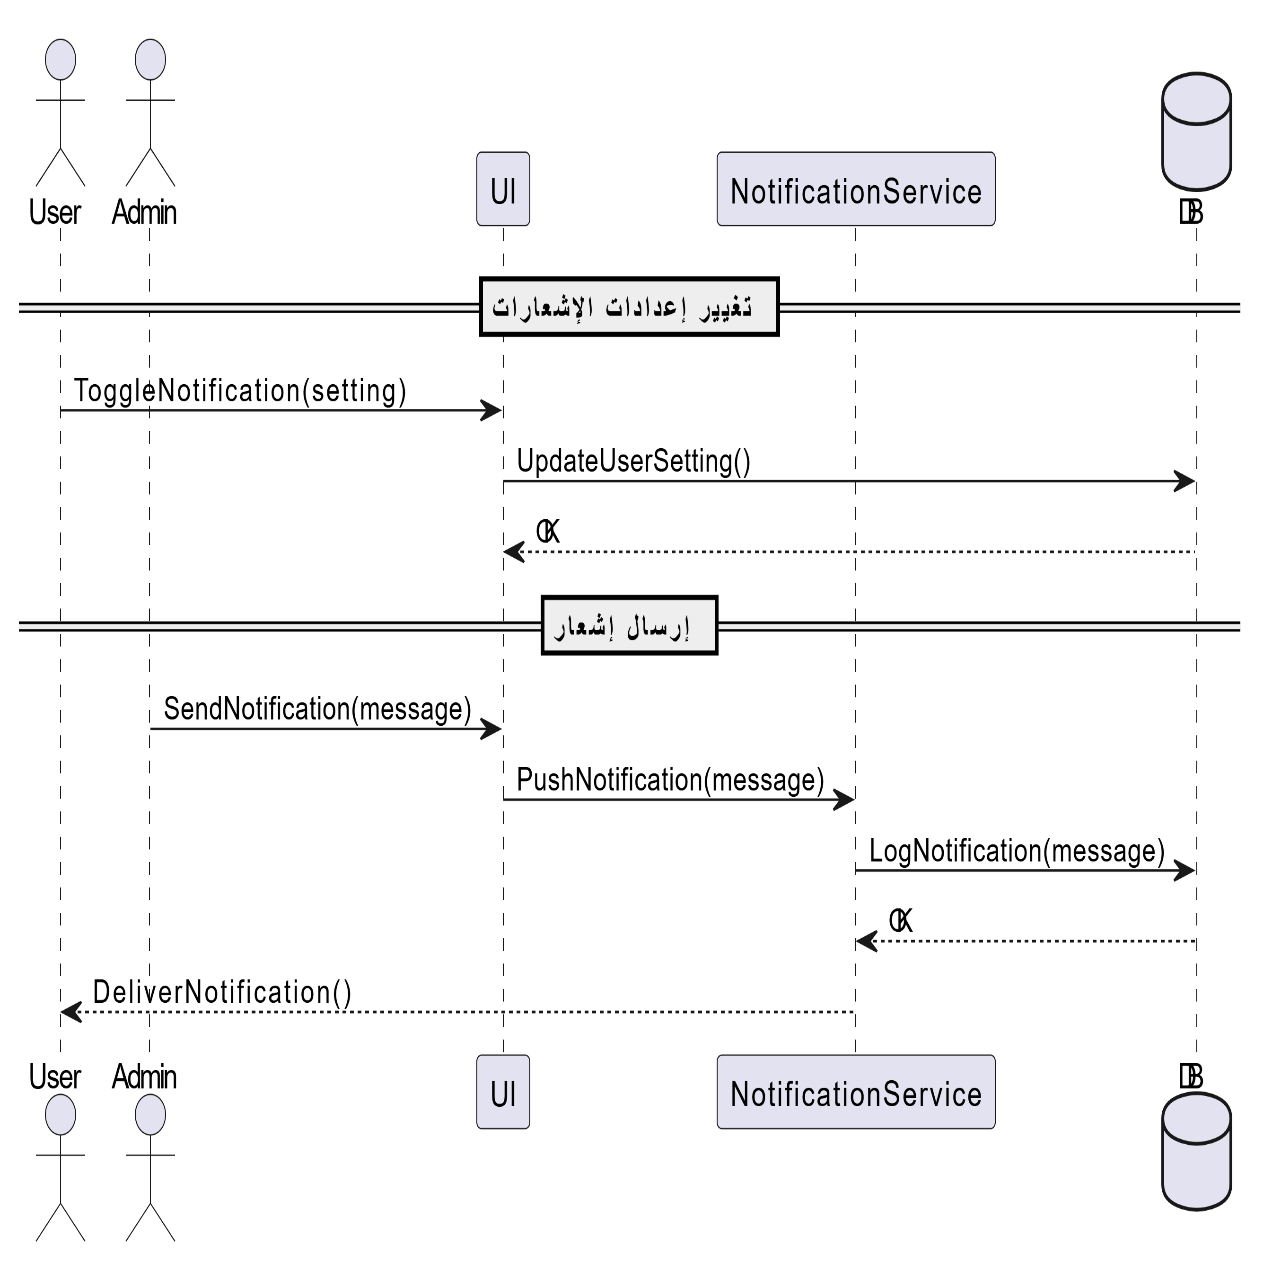 User
Admin
UI
NotificationService
DB
تغيير إعدادات الإشعارات
ToggleNotification(setting)
UpdateUserSetting()
OK
إرسال إشعار
SendNotification(message)
PushNotification(message)
LogNotification(message)
OK
DeliverNotification()
User
Admin
UI
NotificationService
DB